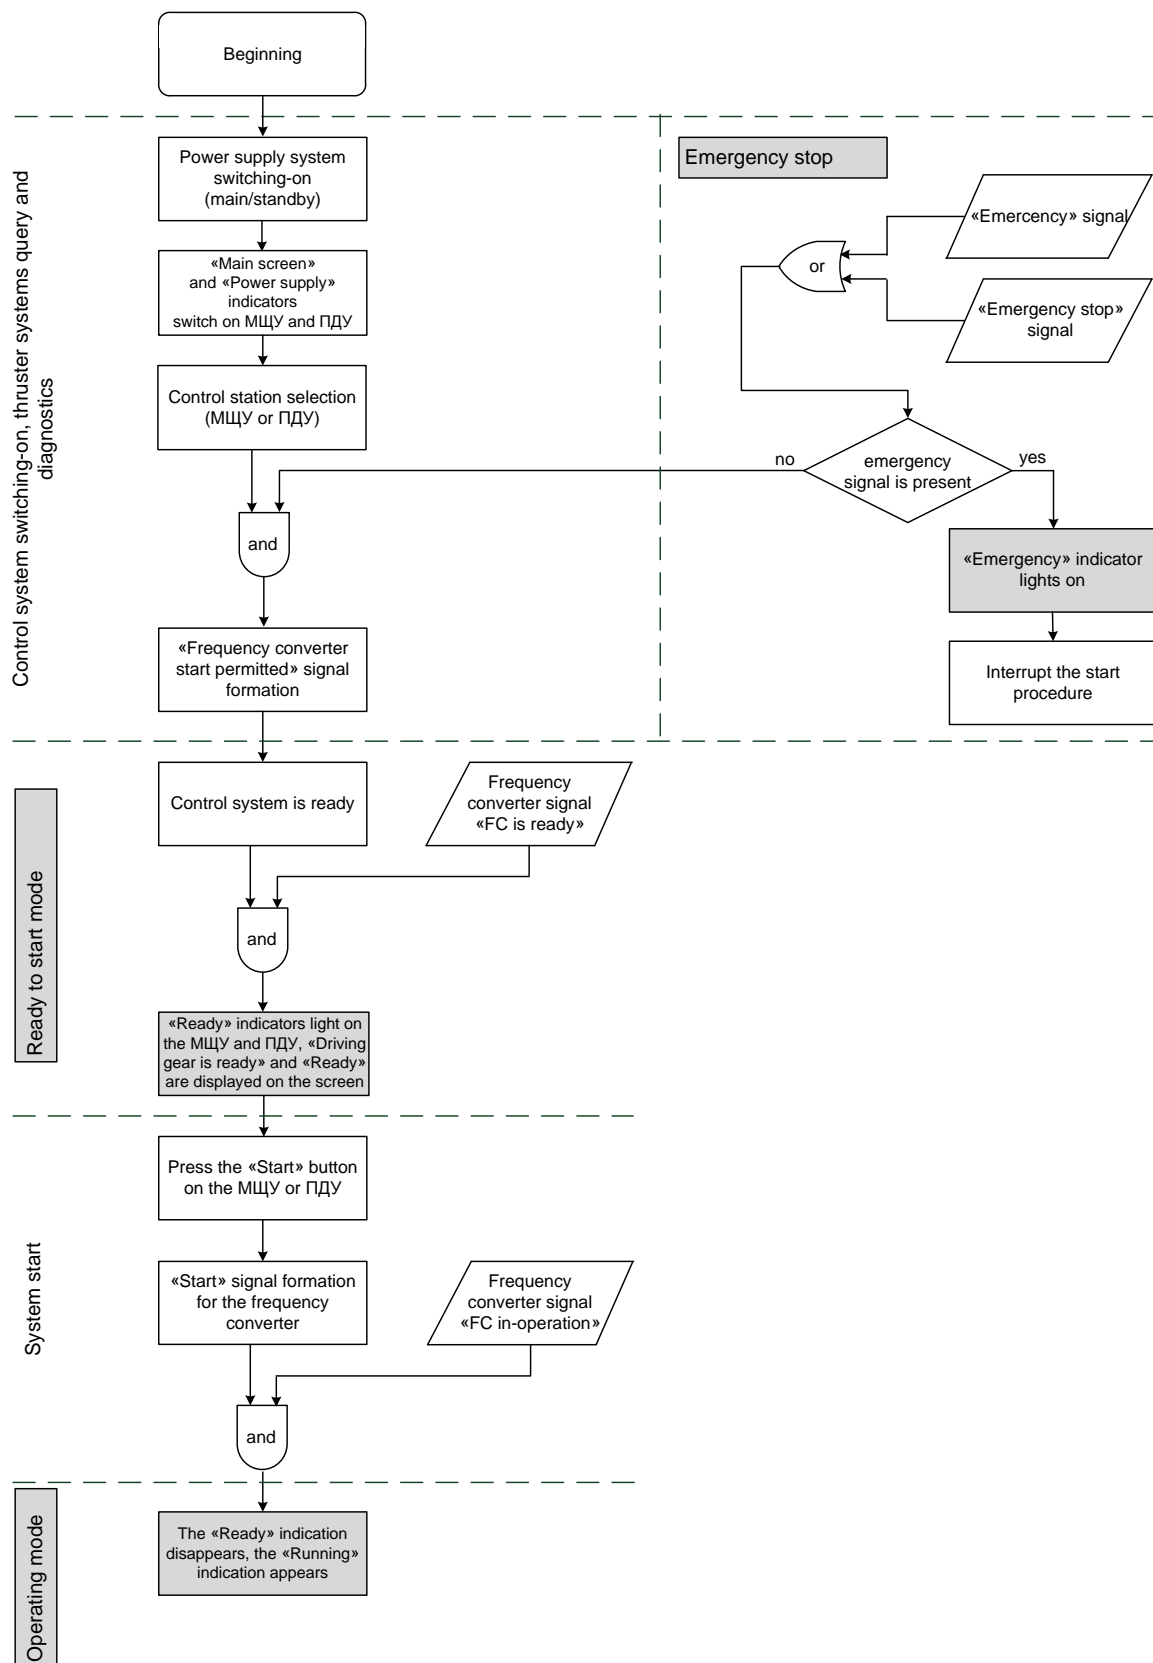 Beginning
Control system switching-on, thruster systems query and
diagnostics
Power supply system
switching-on
(main/standby)
«Main screen»
and «Power supply»
indicators
switch on МЩУ and ПДУ
Control station selection
(МЩУ or ПДУ)
and
«Frequency converter
start permitted» signal
formation
Emergency stop
«Emercency» signal
or
«Emergency stop»
signal
no
emergency
signal is present
yes
«Emergency» indicator
lights on
Interrupt the start
procedure
Ready to start mode
Control system is ready
Frequency
converter signal
«FC is ready»
and
«Ready» indicators light on
the МЩУ and ПДУ, «Driving
gear is ready» and «Ready»
are displayed on the screen
System start
Press the «Start» button
on the МЩУ or ПДУ
«Start» signal formation
for the frequency
converter
Frequency
converter signal
«FC in-operation»
and
Operating mode
The «Ready» indication
disappears, the «Running»
indication appears